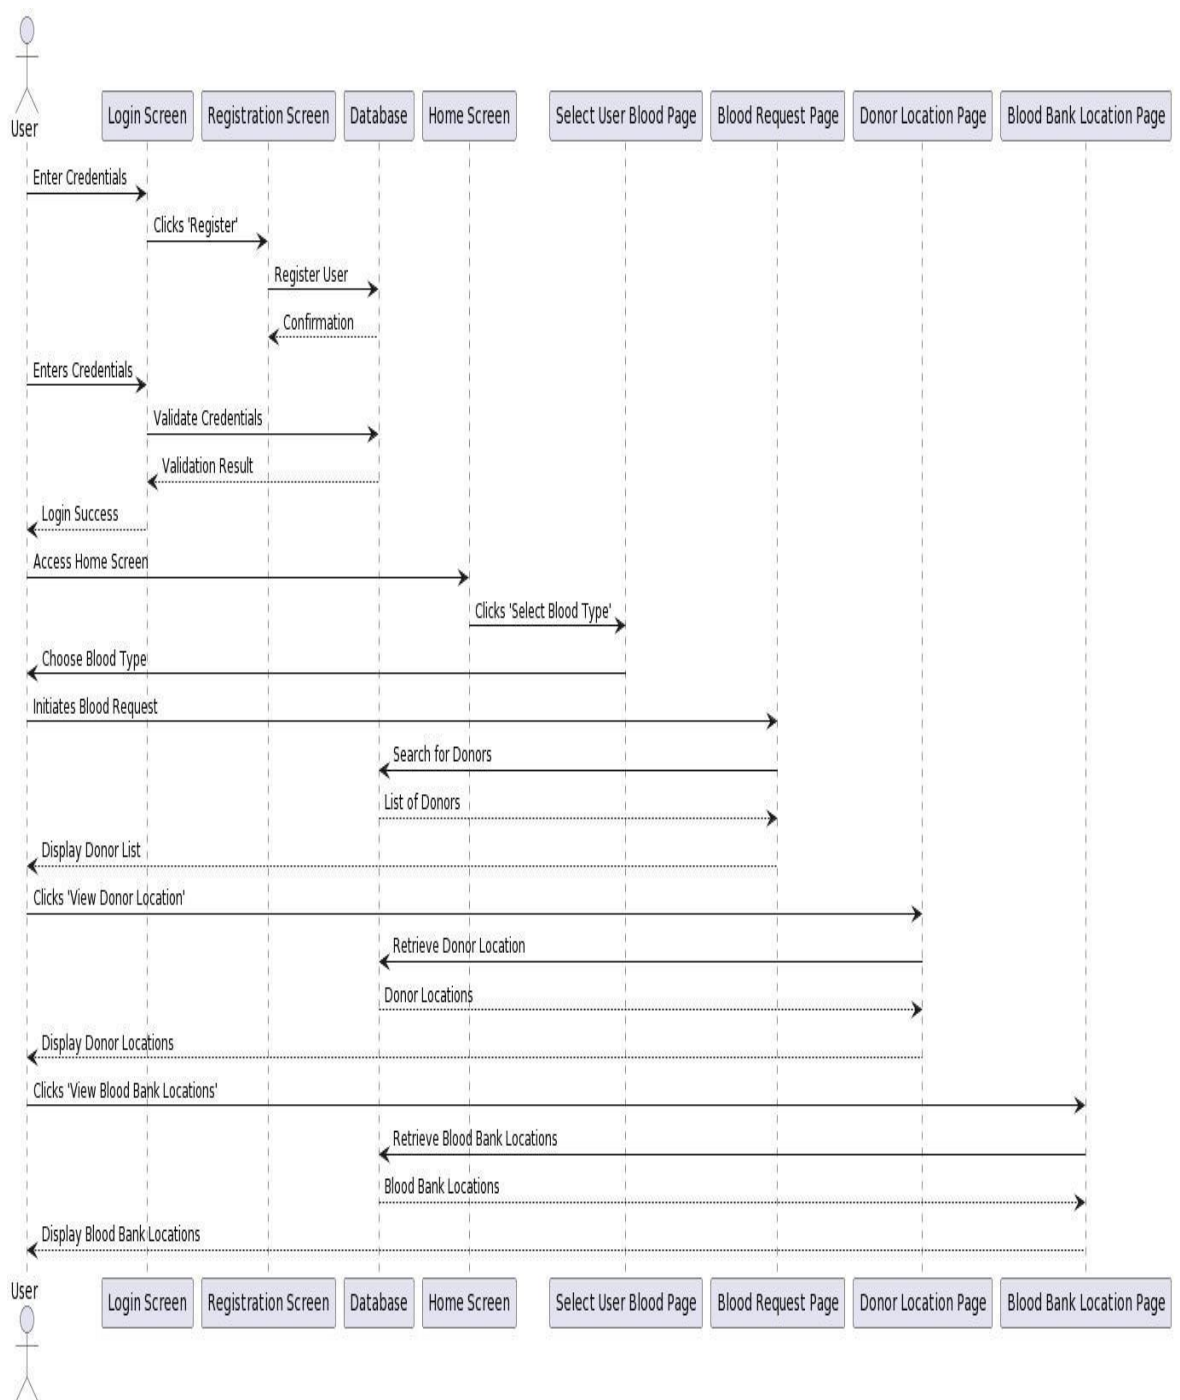 User
Login Screen
Registration Screen
Database
Home Screen
Select User Blood Page
Blood Request Page
Donor Location Page
Blood Bank Location Page
Enter Credentials
Clicks 'Register'
Register User
Confirmation
Enters Credentials
Validate Credentials
Validation Result
Login Success
Access Home Screen
Clicks 'Select Blood Type'
Choose Blood Type
Initiates Blood Request
Search for Donors
List of Donors
Display Donor List
Clicks 'View Donor Location'
Retrieve Donor Location
Donor Locations
Display Donor Locations
Clicks 'View Blood Bank Locations'
Retrieve Blood Bank Locations
Blood Bank Locations
Display Blood Bank Locations
User
Login Screen
Registration Screen
Database
Home Screen
Select User Blood Page
Blood Request Page
Donor Location Page
Blood Bank Location Page